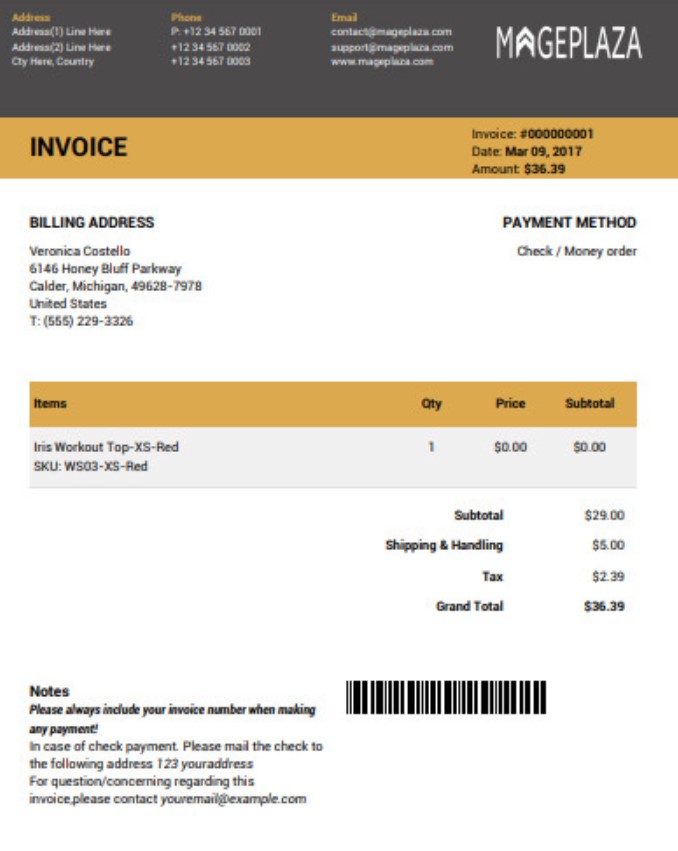 Address
Address(1) Line Here
Address(2) Line Here
Cty Here, Country
Phone
P: +12 34 567 0001
+12 34 567 0002
+12 34 567 0003
Email
contact@mageplaza.com
support@mageplaza.com
www.mageplaza.com
MAGEPLAZA
INVOICE
Invoice: #000000001
Date: Mar 09, 2017
Amount: $36.39
BILLING ADDRESS
Veronica Costello
6146 Honey Bluff Parkway
Calder, Michigan, 49628-7978
United States
T: (555) 229-3326
PAYMENT METHOD
Check / Money order
Items Qty Price Subtotal
Iris Workout Top-XS-Red 1 $0.00 $0.00
SKU: WS03-XS-Red
Subtotal $29.00
Shipping & Handling $5.00
Tax $2.39
Grand Total $36.39
Notes
Please always include your invoice number when making
any payment!
In case of check payment. Please mail the check to
the following address 123 youraddress
For question/concerning regarding this
invoice,please contact youremail@example.com